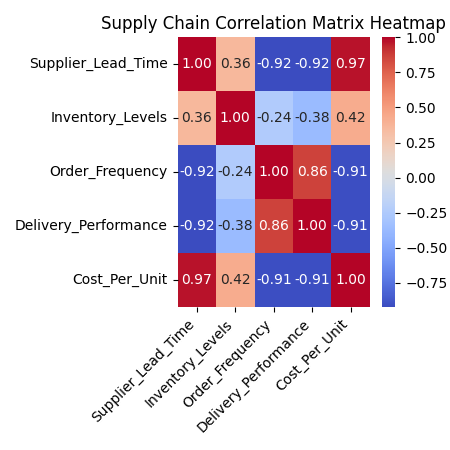 Supply Chain Correlation Matrix Heatmap
Supplier_Lead_Time 1.00 0.36 -0.92 -0.92 0.97
Inventory_Levels 0.36 1.00 -0.24 -0.38 0.42
Order_Frequency -0.92 -0.24 1.00 0.86 -0.91
Delivery_Performance -0.92 -0.38 0.86 1.00 -0.91
Cost_Per_Unit 0.97 0.42 -0.91 -0.91 1.00
Supplier_Lead_Time
Inventory_Levels
Order_Frequency
Delivery_Performance
Cost_Per_Unit
1.00
0.75
0.50
0.25
0.00
-0.25
-0.50
-0.75